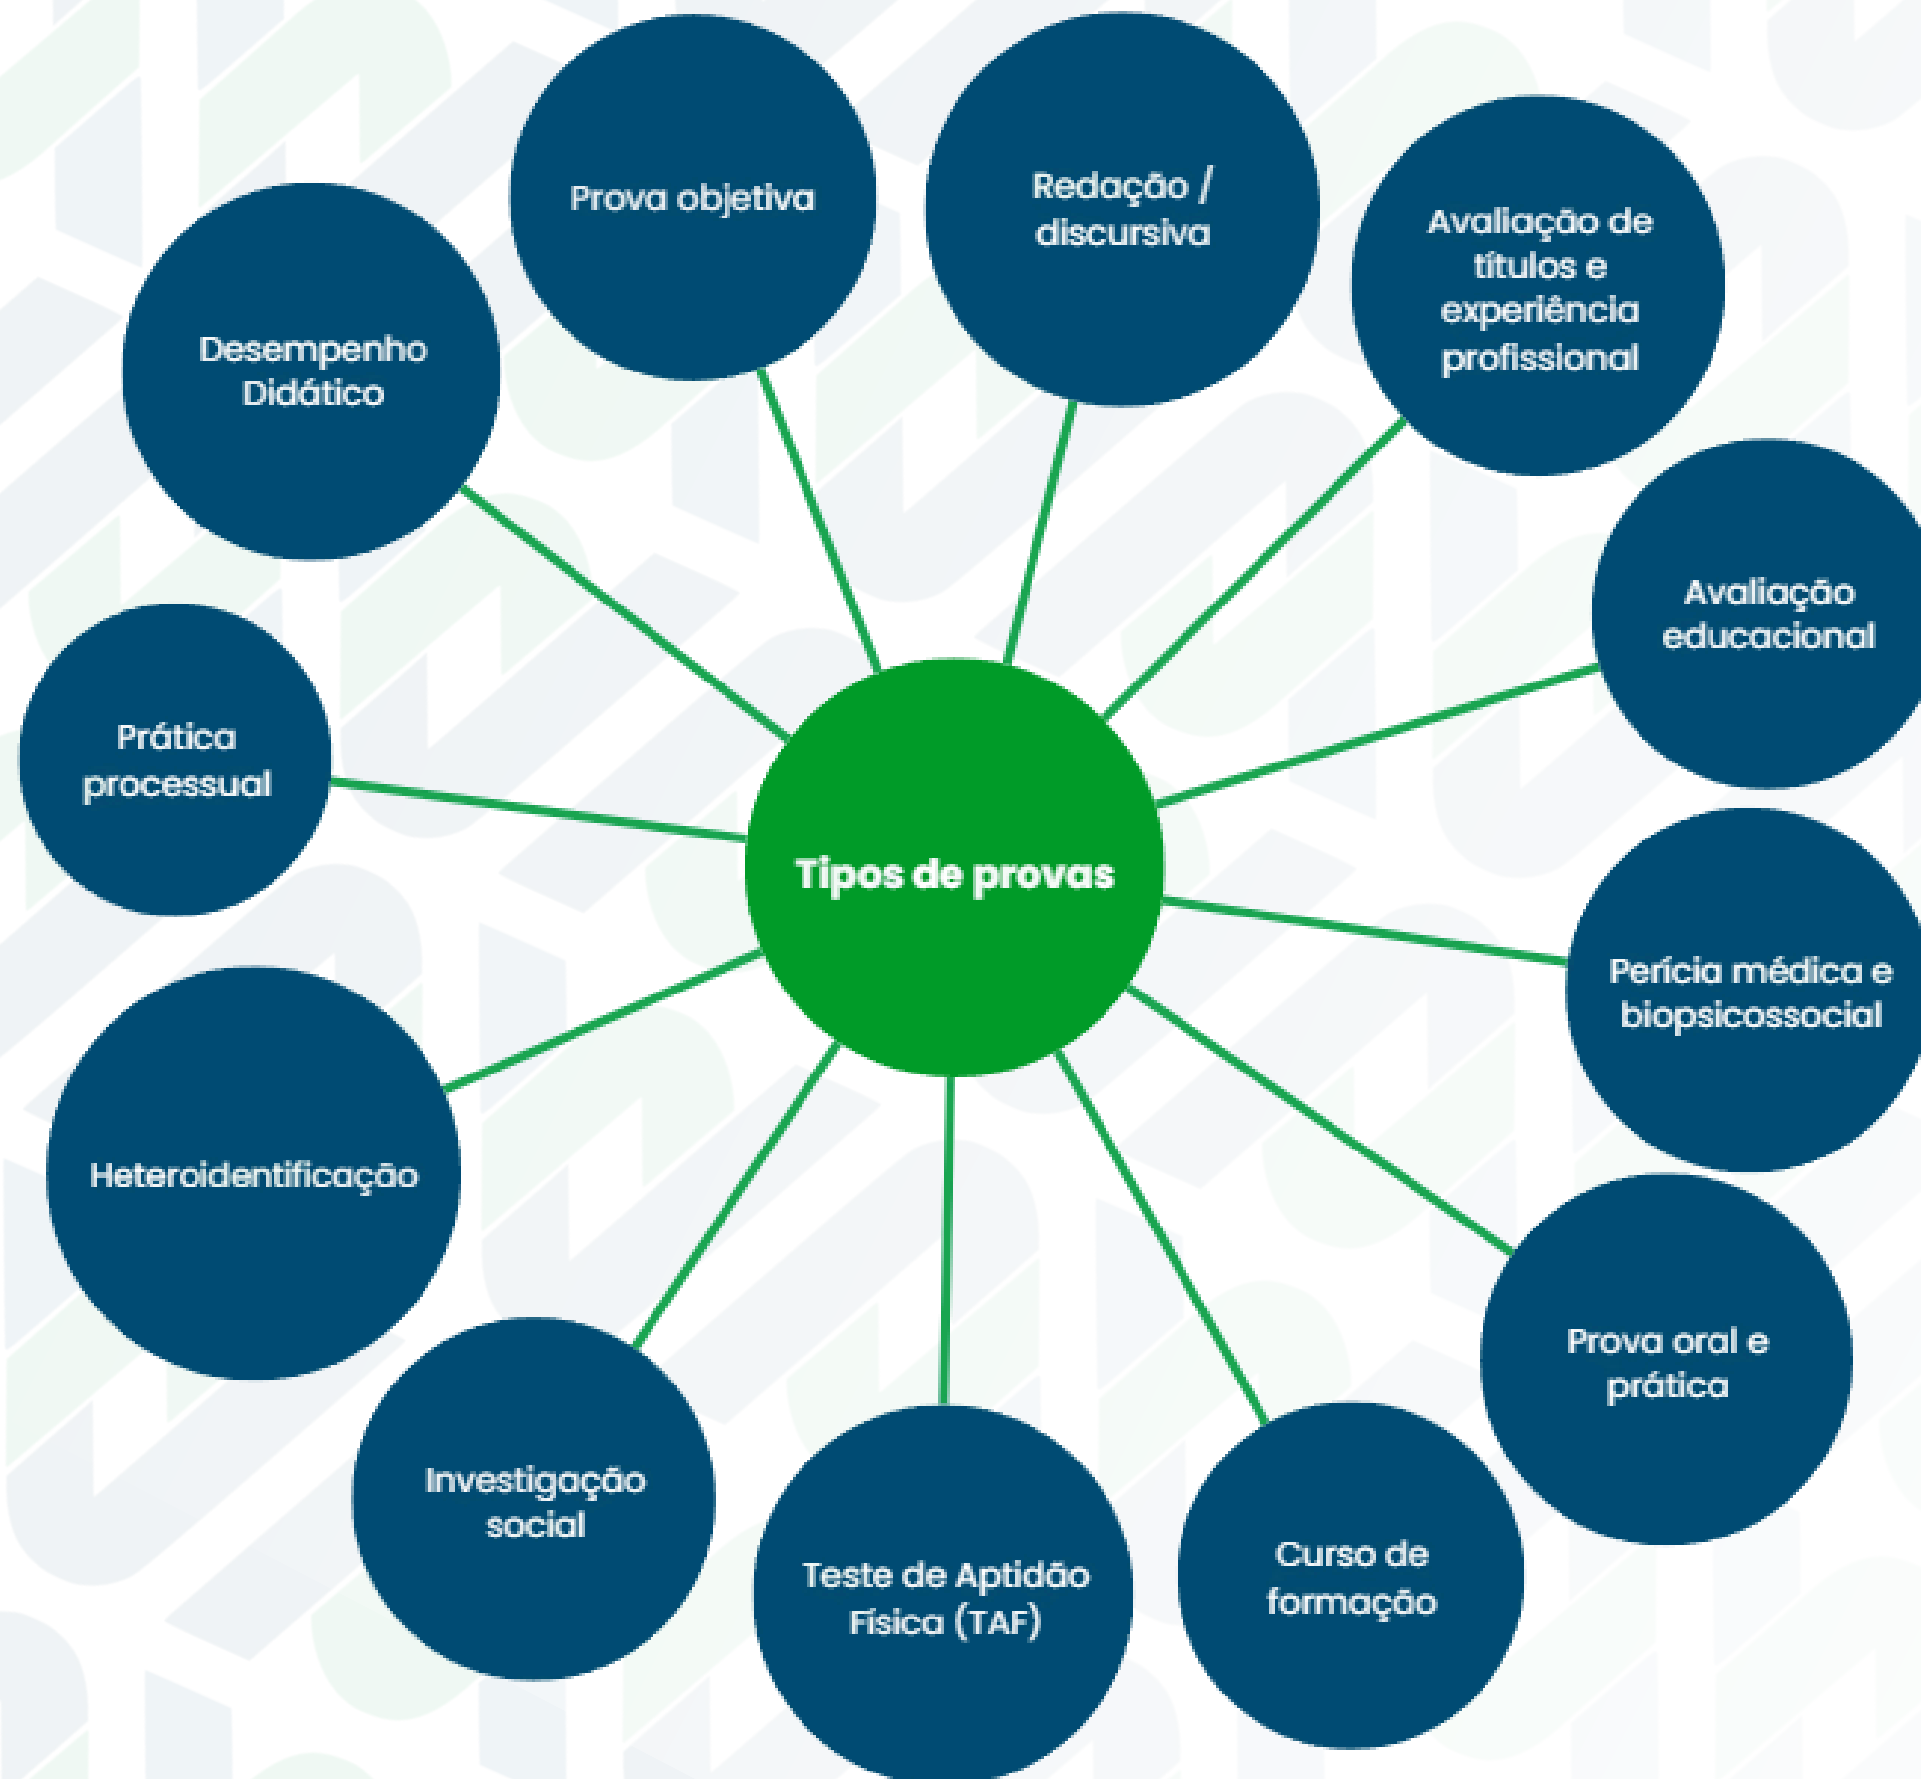 Prova objetiva
Redação /
discursiva
Avaliação de
títulos e
experiência
profissional
Avaliação
educacional
Perícia médica e
biopsicossocial
Prova oral e
prática
Curso de
formação
Teste de Aptidão
Física (TAF)
Investigação
social
Heteroidentificação
Prática
processual
Desempenho
Didático
Tipos de provas